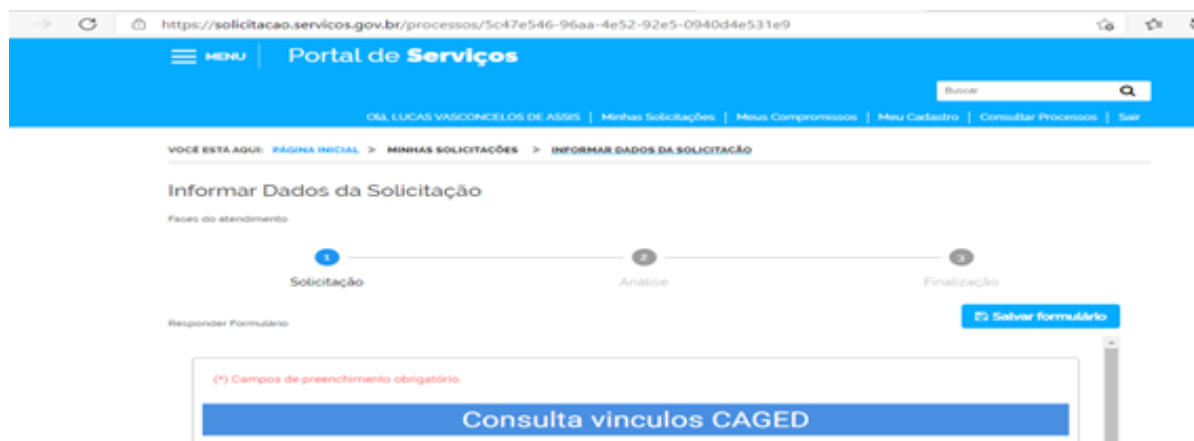 https://solicitacao.servicos.gov.br/processos/5c47e546-96aa-4e52-92e5-0940d4e531e9
MENU Portal de Serviços
Buscar
Olá, LUCAS VASCONCELOS DE ASSIS | Minhas Solicitações | Meus Compromissos | Meu Cadastro | Consultar Processos | Sair
VOCÊ ESTÁ AQUI: PÁGINA INICIAL > MINHAS SOLICITAÇÕES > INFORMAR DADOS DA SOLICITAÇÃO
Informar Dados da Solicitação
Fases do atendimento
1 2 3
Solicitação Análise Finalização
Responder Formulário Salvar formulário
(*) Campos de preenchimento obrigatório.
Consulta vinculos CAGED